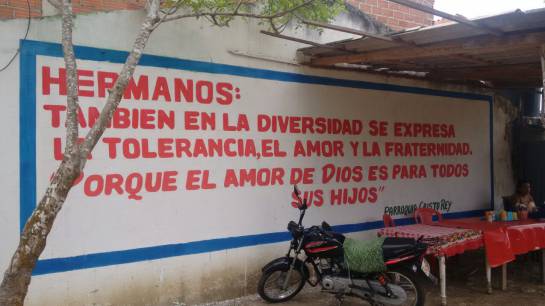 HERMANOS:
TAMBIEN EN LA DIVERSIDAD SE EXPRESA
LA TOLERANCIA, EL AMOR Y LA FRATERNIDAD.
"PORQUE EL AMOR DE DIOS ES PARA TODOS
SUS HIJOS"
PARROQUIA CRISTO REY